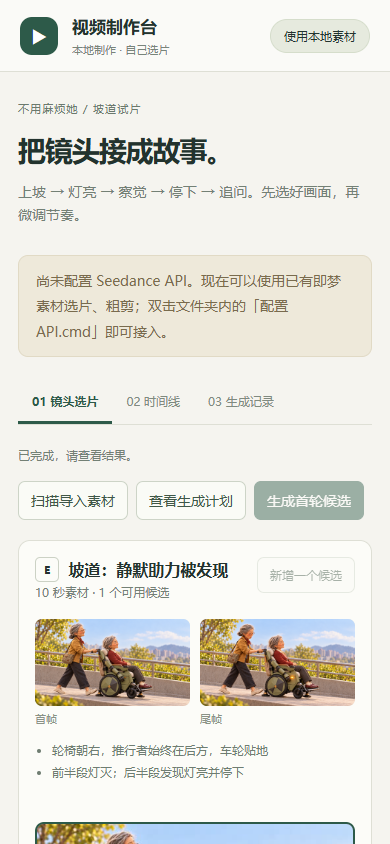 视频制作台
本地制作 · 自己选片
使用本地素材
不用麻烦她 / 坡道试片
把镜头接成故事。
上坡 → 灯亮 → 察觉 → 停下 → 追问。先选好画面，再
微调节奏。
尚未配置 Seedance API。现在可以使用已有即梦
素材选片、粗剪；双击文件夹内的「配置
API.cmd」即可接入。
01 镜头选片
02 时间线
03 生成记录
已完成，请查看结果。
扫描导入素材
查看生成计划
生成首轮候选
E
坡道：静默助力被发现
新增一个候选
10 秒素材 · 1 个可用候选
首帧
尾帧
• 轮椅朝右，推行者始终在后方，车轮贴地
• 前半段灯灭；后半段发现灯亮并停下